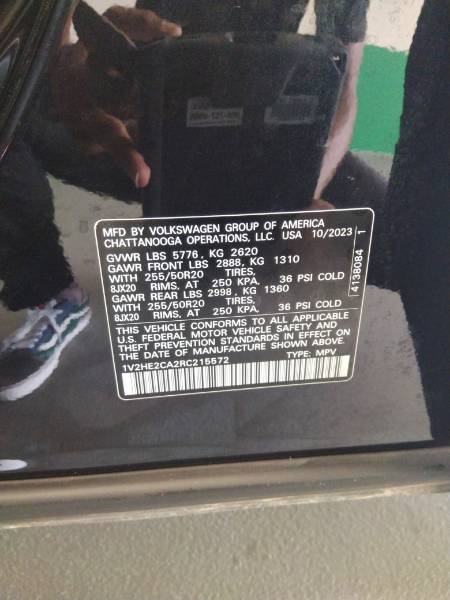 MFD BY VOLKSWAGEN GROUP OF AMERICA
CHATTANOOGA OPERATIONS, LLC. USA 10/2023
GVWR LBS 5776, KG 2620
GAWR FRONT LBS 2888, KG 1310
WITH 255/50R20 TIRES,
8JX20 RIMS, AT 250 KPA, 36 PSI COLD
GAWR REAR LBS 2998, KG 1360
WITH 255/50R20 TIRES,
8JX20 RIMS, AT 250 KPA, 36 PSI COLD
THIS VEHICLE CONFORMS TO ALL APPLICABLE
U.S. FEDERAL MOTOR VEHICLE SAFETY AND
THEFT PREVENTION STANDARDS IN EFFECT ON
THE DATE OF MANUFACTURE SHOWN ABOVE.
1V2HE2CA2RC215572 TYPE: MPV
4138084 1